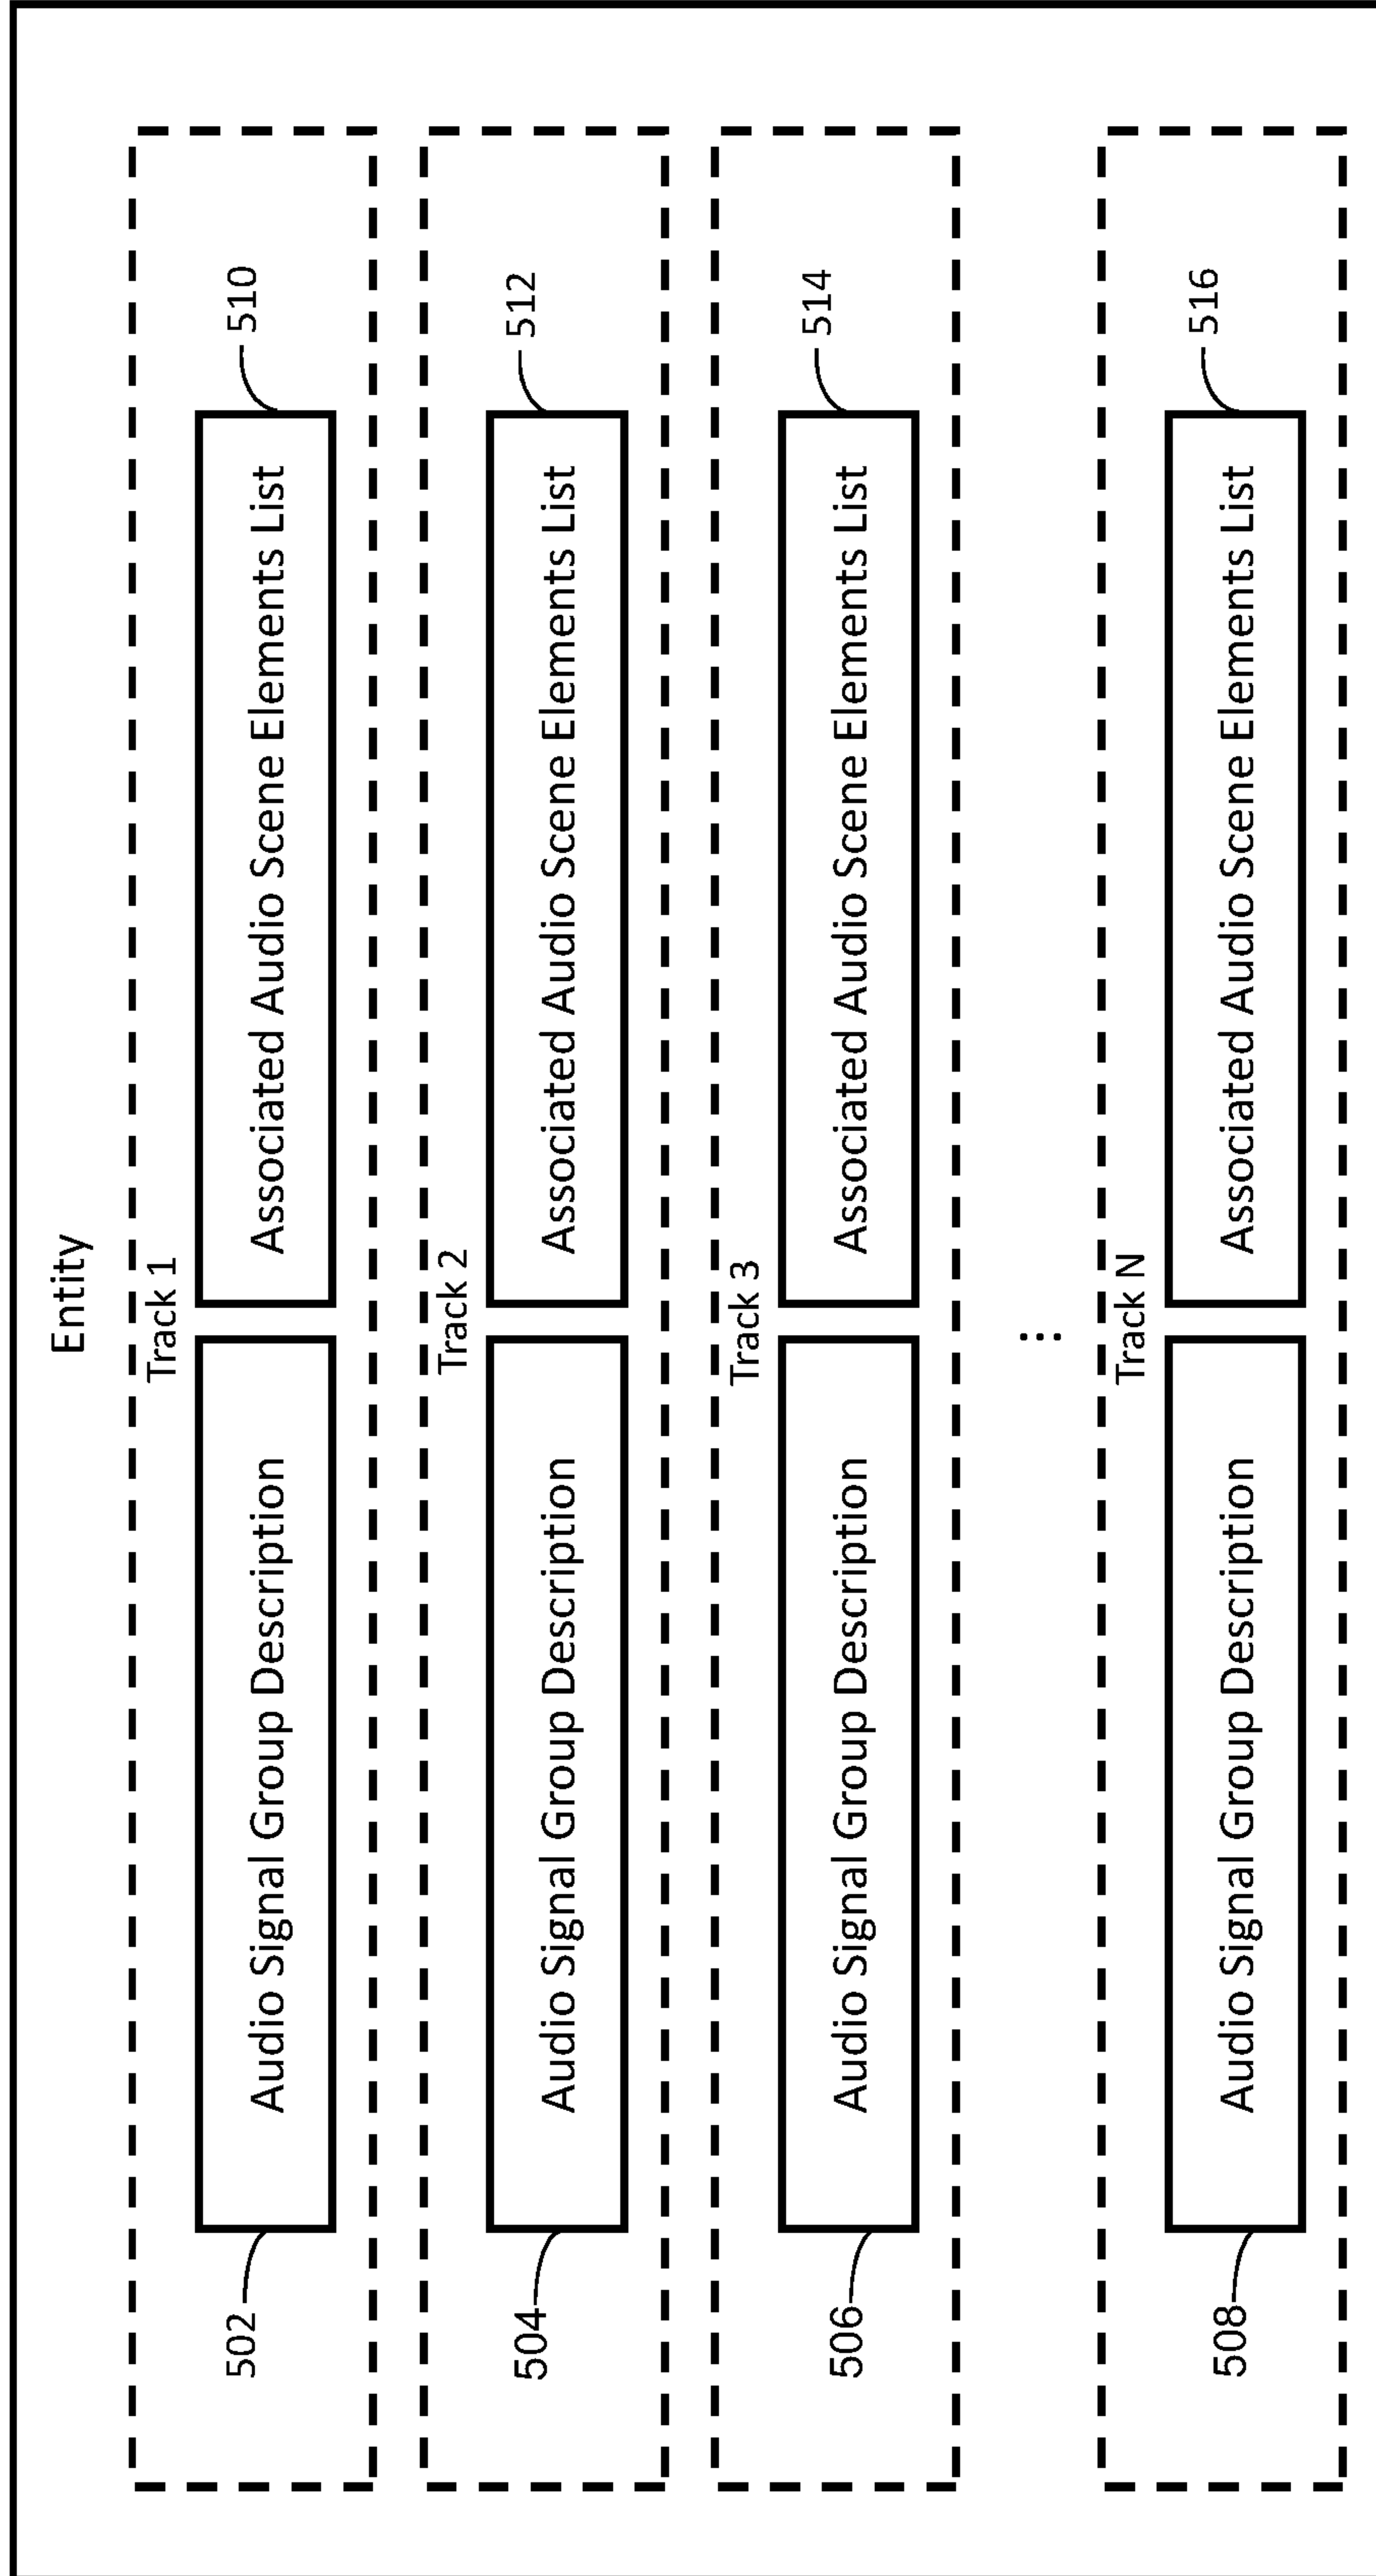 Entity
Track 1
502
Audio Signal Group Description
Associated Audio Scene Elements List
510
Track 2
504
Audio Signal Group Description
Associated Audio Scene Elements List
512
Track 3
506
Audio Signal Group Description
Associated Audio Scene Elements List
514
...
Track N
508
Audio Signal Group Description
Associated Audio Scene Elements List
516